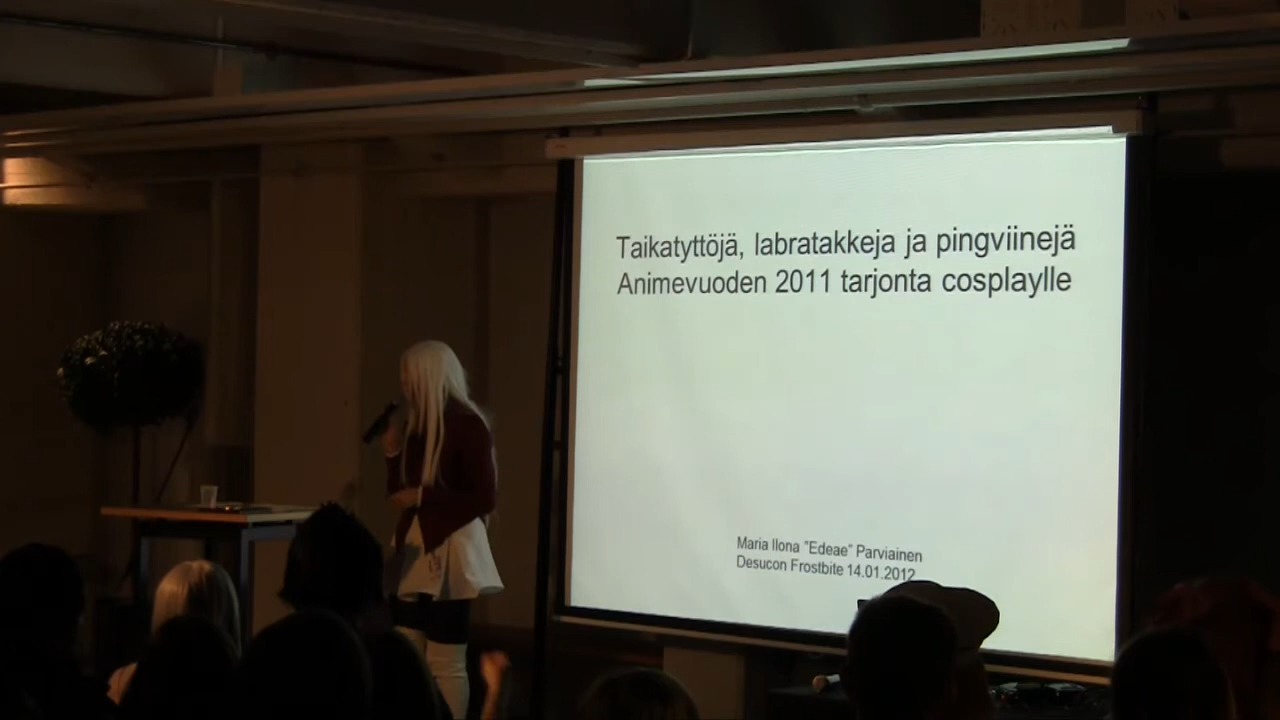 Taikatyttöjä, labratakkeja ja pingviinejä
Animevuoden 2011 tarjonta cosplaylle
Maria Ilona "Edeae" Parviainen
Desucon Frostbite 14.01.2012